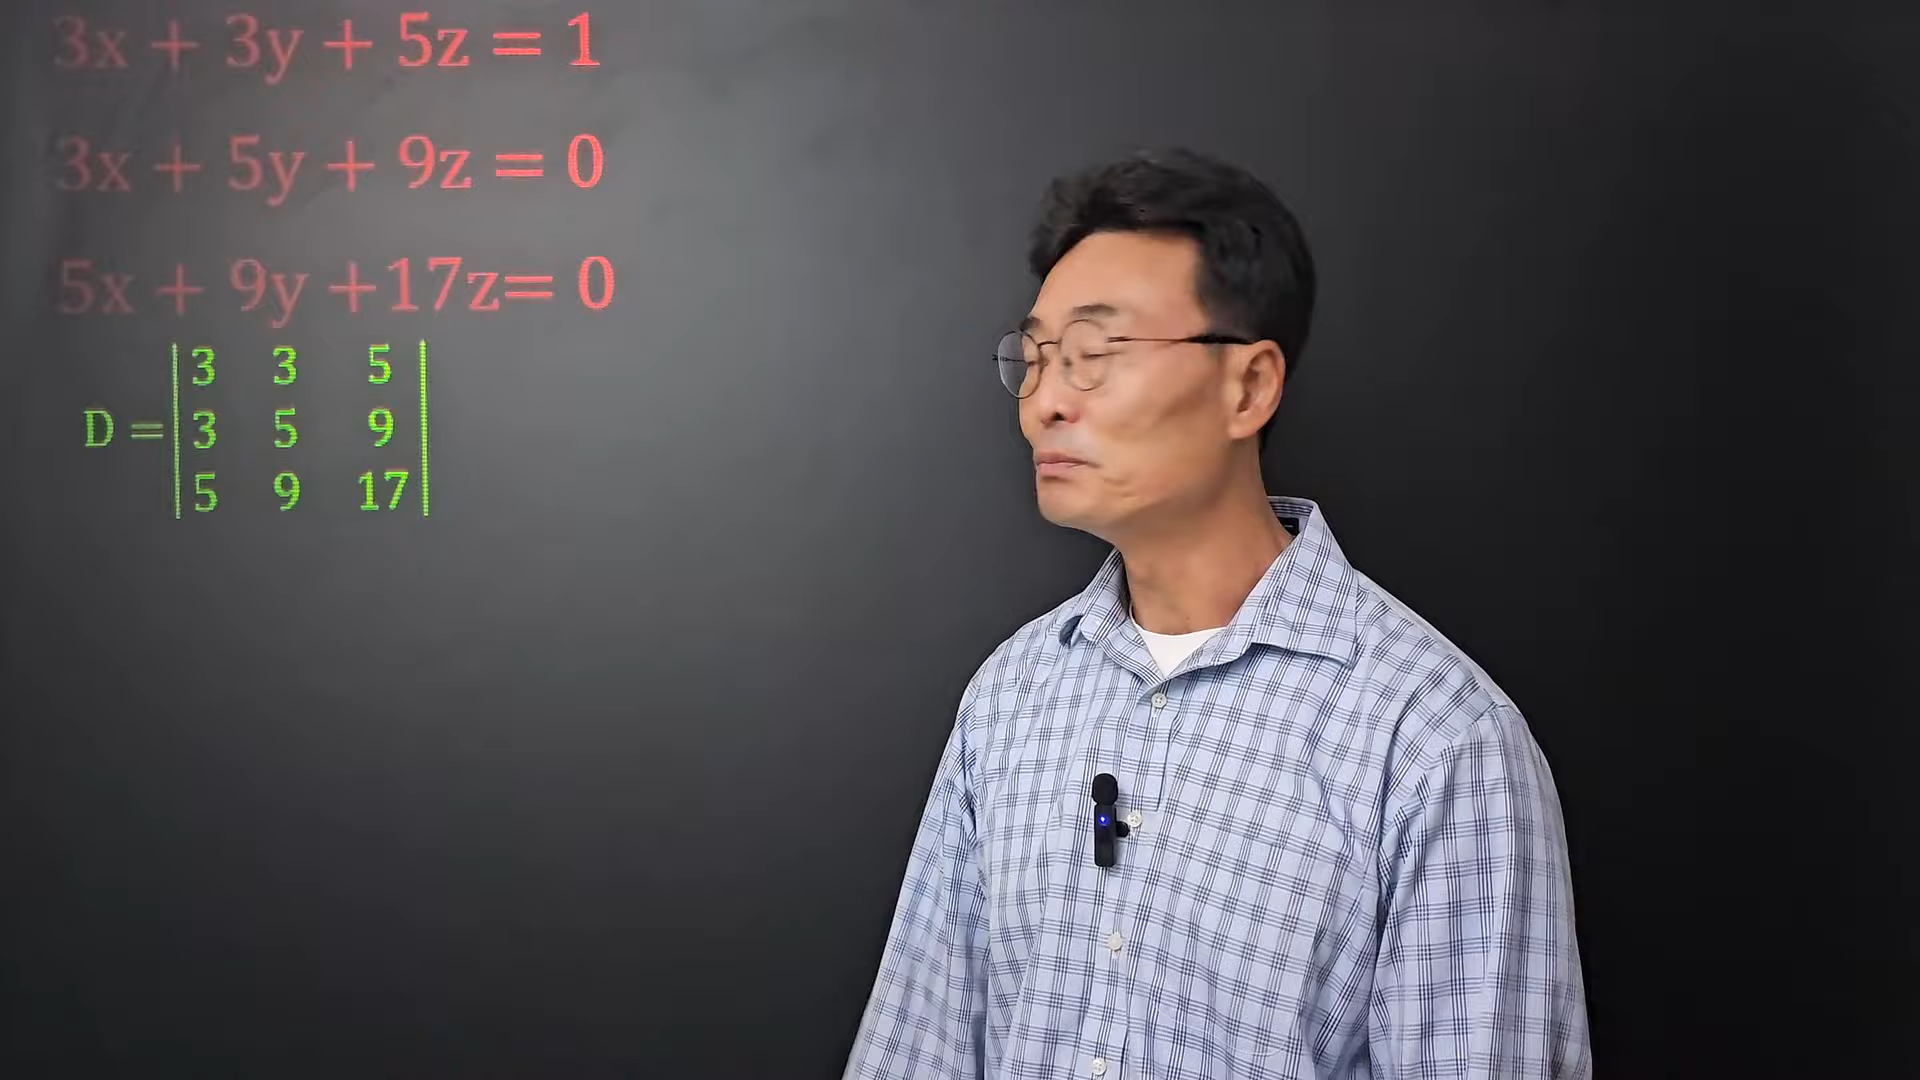 3x + 3y + 5z = 1
3x + 5y + 9z = 0
5x + 9y +17z= 0
3 3 5
D = 3 5 9
5 9 17